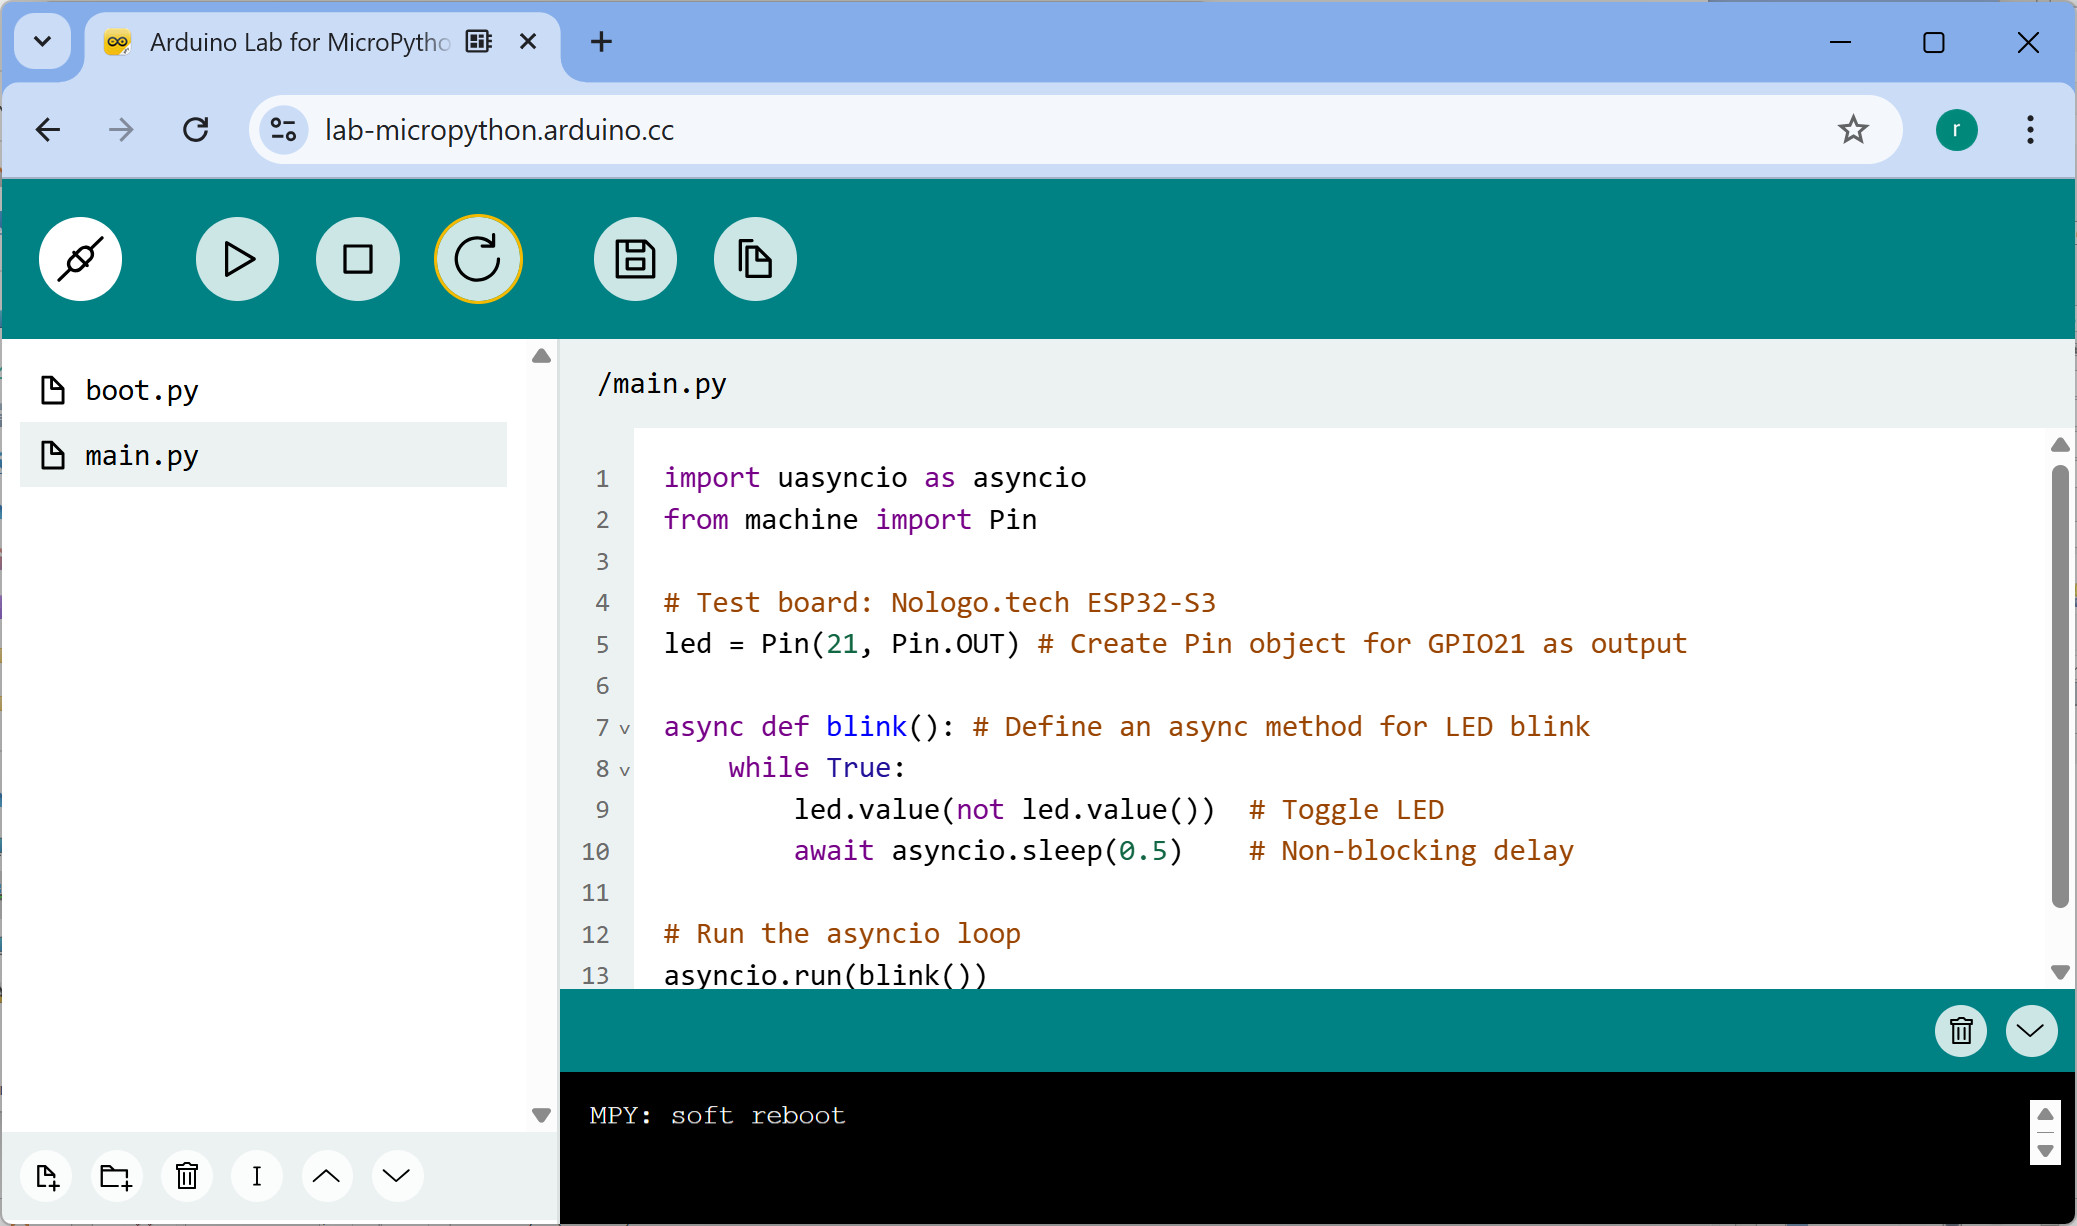 Arduino Lab for MicroPytho
lab-micropython.arduino.cc
r
boot.py
main.py
/main.py
1 import uasyncio as asyncio
2 from machine import Pin
3
4 # Test board: Nologo.tech ESP32-S3
5 led = Pin(21, Pin.OUT) # Create Pin object for GPIO21 as output
6
7 async def blink(): # Define an async method for LED blink
8 while True:
9 led.value(not led.value())  # Toggle LED
10 await asyncio.sleep(0.5)    # Non-blocking delay
11
12 # Run the asyncio loop
13 asyncio.run(blink())
MPY: soft reboot